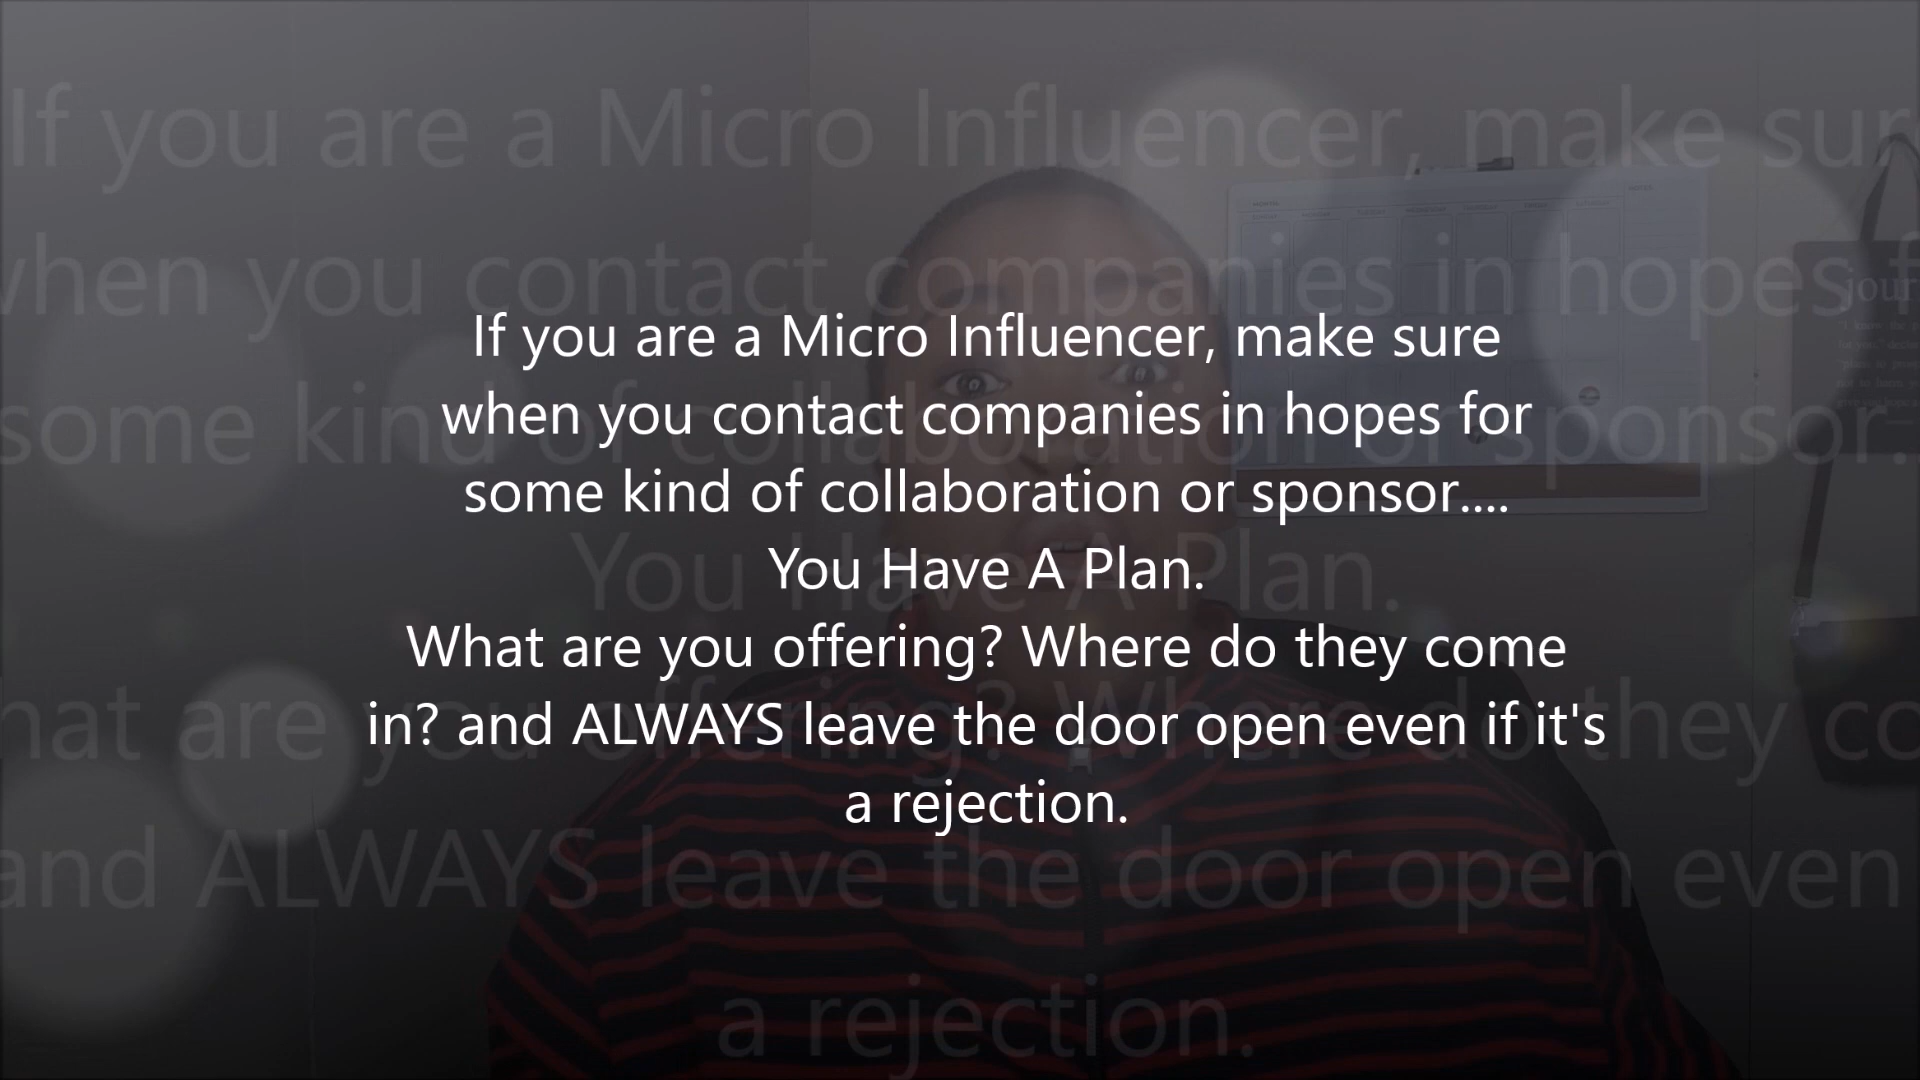 If you are a Micro Influencer, make sure
when you contact companies in hopes for
some kind of collaboration or sponsor....
You Have A Plan.
What are you offering? Where do they come
in? and ALWAYS leave the door open even if it's
a rejection.